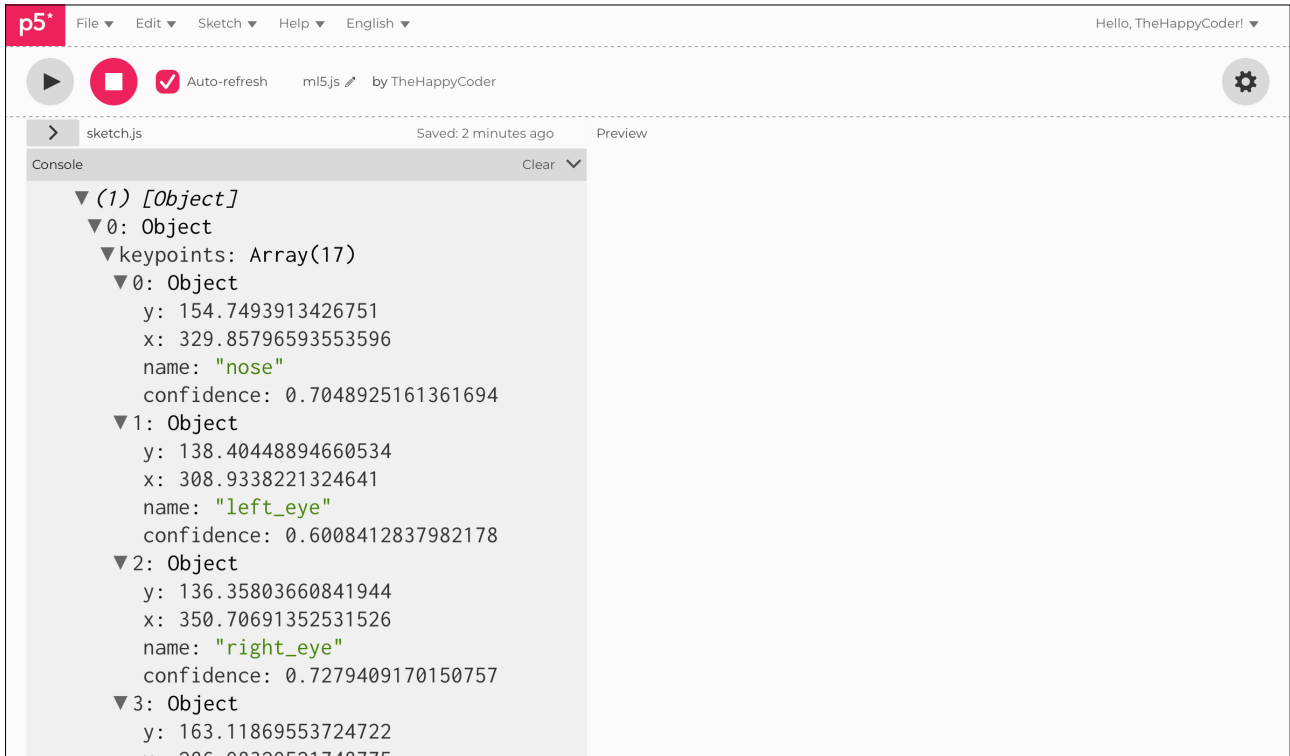 p5* File Edit Sketch Help English Hello, TheHappyCoder!
Auto-refresh ml5.js by TheHappyCoder
sketch.js Saved: 2 minutes ago Preview
Console Clear
(1) [Object]
0: Object
keypoints: Array(17)
0: Object
y: 154.7493913426751
x: 329.85796593553596
name: "nose"
confidence: 0.7048925161361694
1: Object
y: 138.40448894660534
x: 308.9338221324641
name: "left_eye"
confidence: 0.6008412837982178
2: Object
y: 136.35803660841944
x: 350.70691352531526
name: "right_eye"
confidence: 0.7279409170150757
3: Object
y: 163.11869553724722